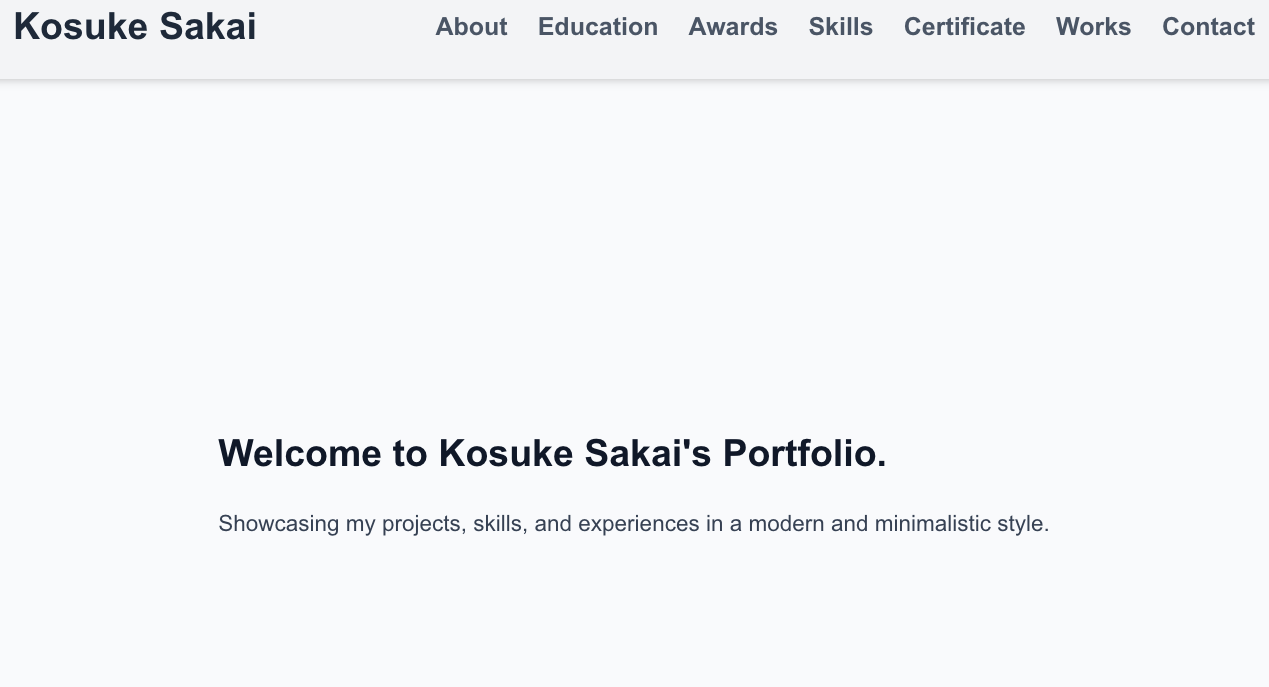 Kosuke Sakai
About Education Awards Skills Certificate Works Contact
Welcome to Kosuke Sakai's Portfolio.
Showcasing my projects, skills, and experiences in a modern and minimalistic style.